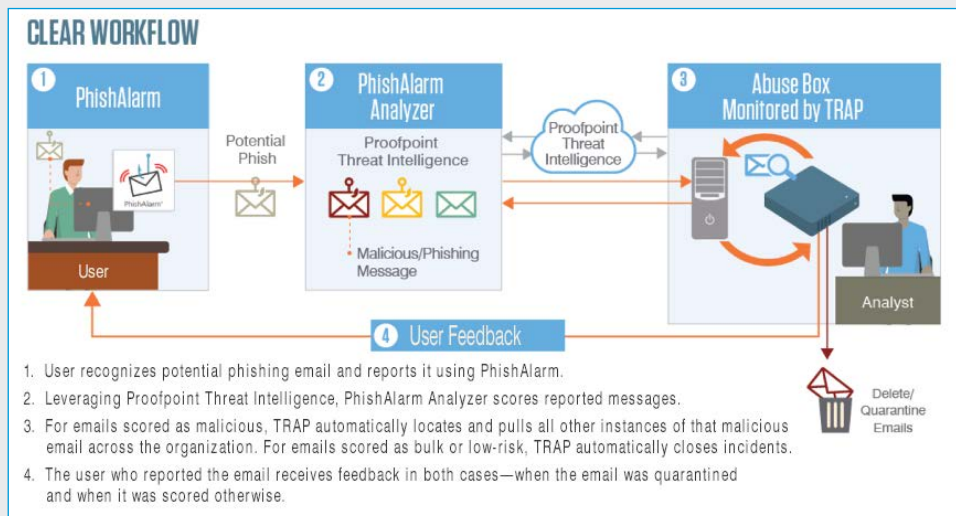 CLEAR WORKFLOW
1
PhishAlarm
PhishAlarm
User
Potential
Phish
2
PhishAlarm
Analyzer
Proofpoint
Threat Intelligence
Malicious/Phishing
Message
Proofpoint
Threat
Intelligence
3
Abuse Box
Monitored by TRAP
Analyst
4 User Feedback
Delete/
Quarantine
Emails
1. User recognizes potential phishing email and reports it using PhishAlarm.
2. Leveraging Proofpoint Threat Intelligence, PhishAlarm Analyzer scores reported messages.
3. For emails scored as malicious, TRAP automatically locates and pulls all other instances of that malicious
email across the organization. For emails scored as bulk or low-risk, TRAP automatically closes incidents.
4. The user who reported the email receives feedback in both cases—when the email was quarantined
and when it was scored otherwise.